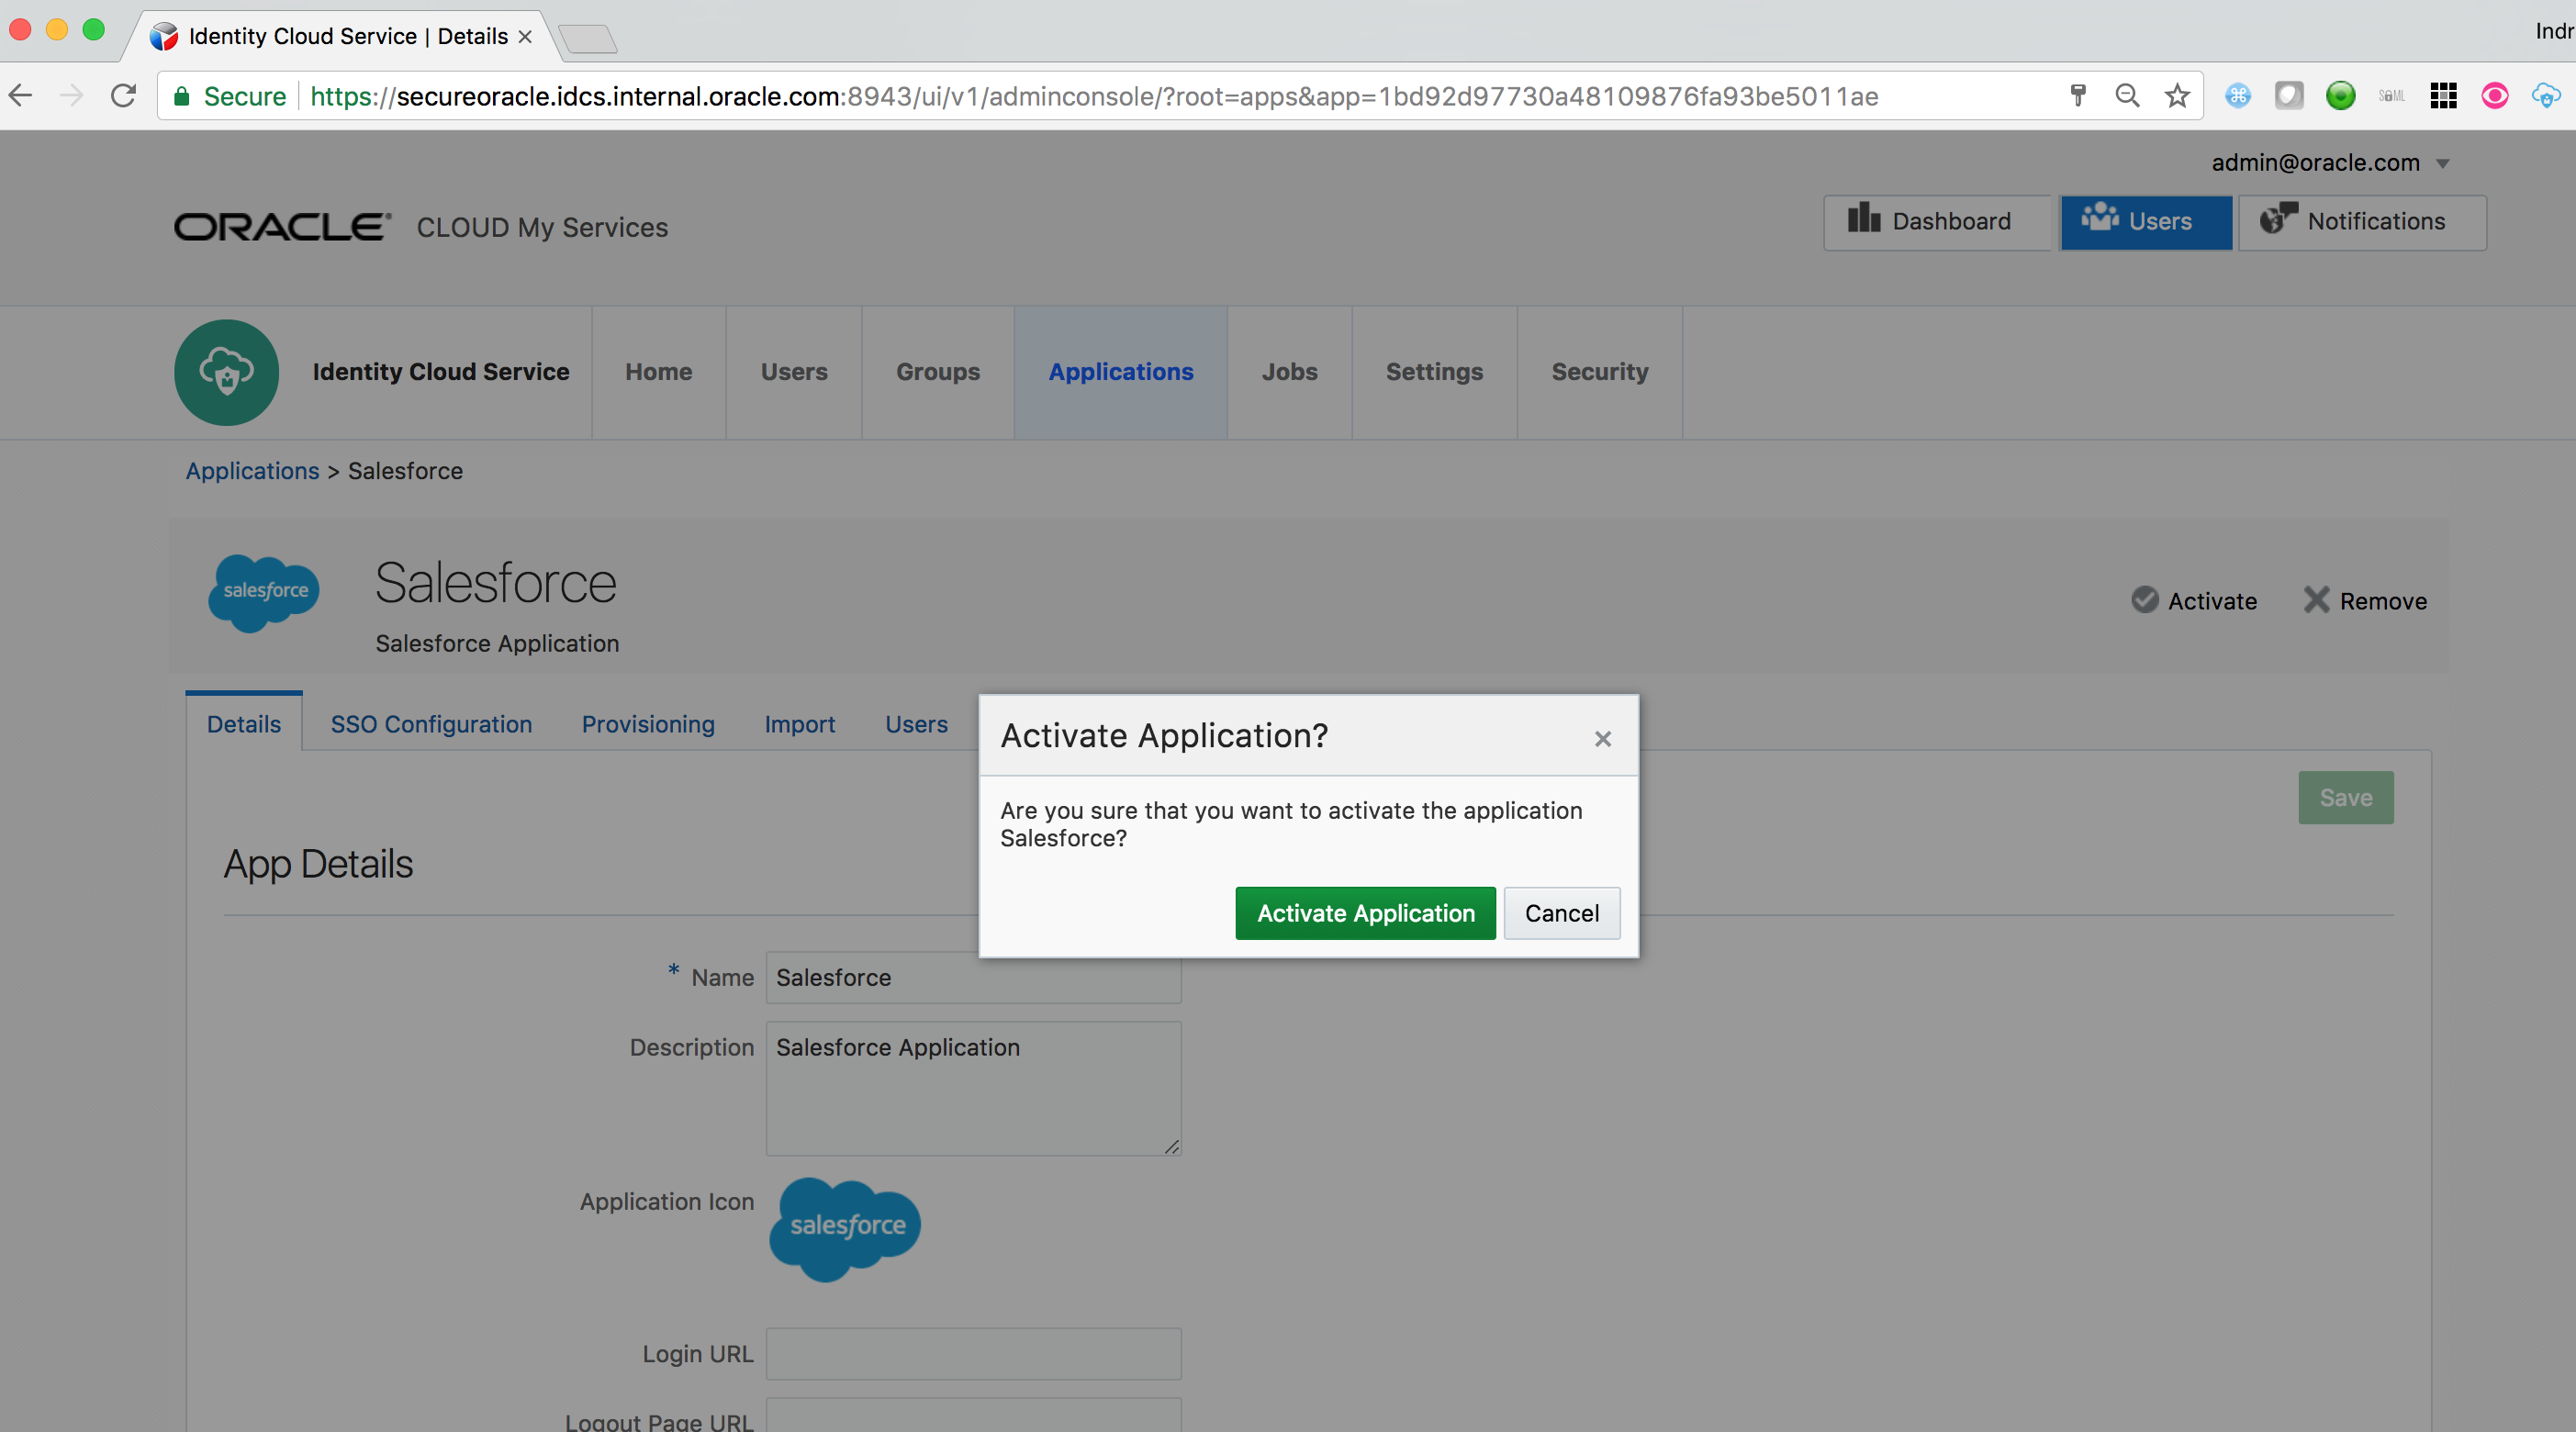 Identity Cloud Service | Details
Indr
Secure https://secureoracle.idcs.internal.oracle.com:8943/ui/v1/adminconsole/?root=apps&app=1bd92d97730a48109876fa93be5011ae
admin@oracle.com
ORACLE CLOUD My Services
Dashboard Users Notifications
Identity Cloud Service Home Users Groups Applications Jobs Settings Security
Applications > Salesforce
salesforce
Salesforce
Salesforce Application
Activate Remove
Details SSO Configuration Provisioning Import Users
Activate Application?
Are you sure that you want to activate the application
Salesforce?
Activate Application Cancel
Save
App Details
* Name Salesforce
Description Salesforce Application
Application Icon
salesforce
Login URL
Logout Page URL